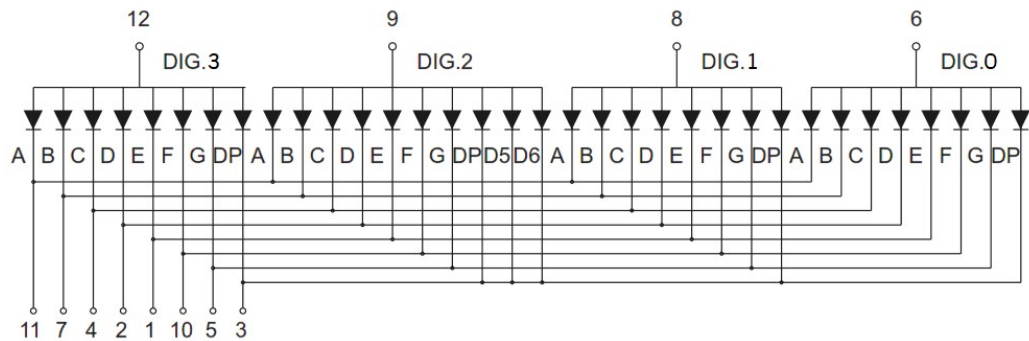 12 9 8 6
DIG.3 DIG.2 DIG.1 DIG.0
A B C D E F G DP A B C D E F G DP D5 D6 A B C D E F G DP A B C D E F G DP
11 7 4 2 1 10 5 3